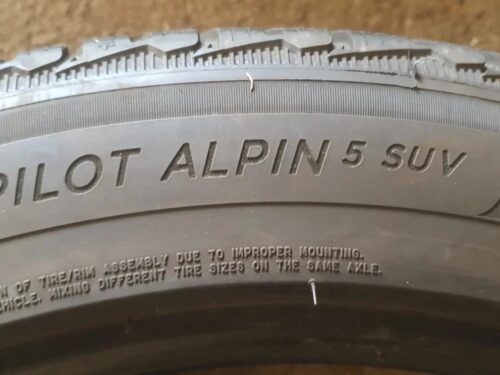 PILOT ALPIN 5 SUV
OF TIRE/RIM ASSEMBLY DUE TO IMPROPER MOUNTING.
VEHICLE. MIXING DIFFERENT TIRE SIZES ON THE SAME AXLE.